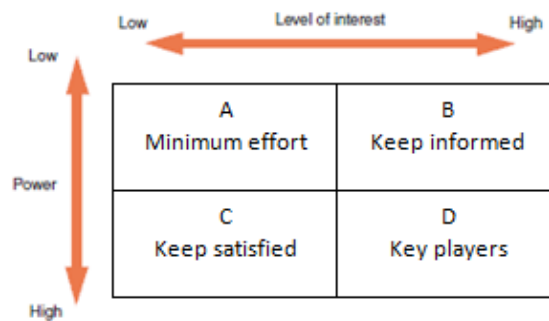 Low
Level of interest
High
Low
A
B
Minimum effort
Keep informed
Power
C
D
Keep satisfied
Key players
High